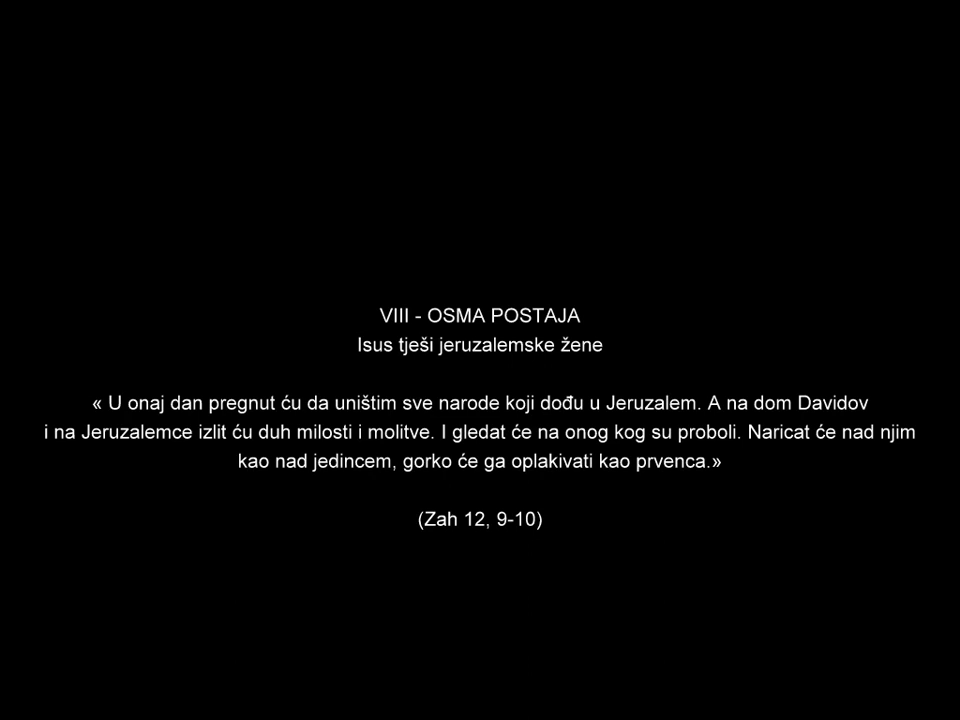 VIII - OSMA POSTAJA
Isus tješi jeruzalemske žene
« U onaj dan pregnut ću da uništim sve narode koji dođu u Jeruzalem. A na dom Davidov
i na Jeruzalemce izlit ću duh milosti i molitve. I gledat će na onog kog su proboli. Naricat će nad njim
kao nad jedincem, gorko će ga oplakivati kao prvenca.»
(Zah 12, 9-10)